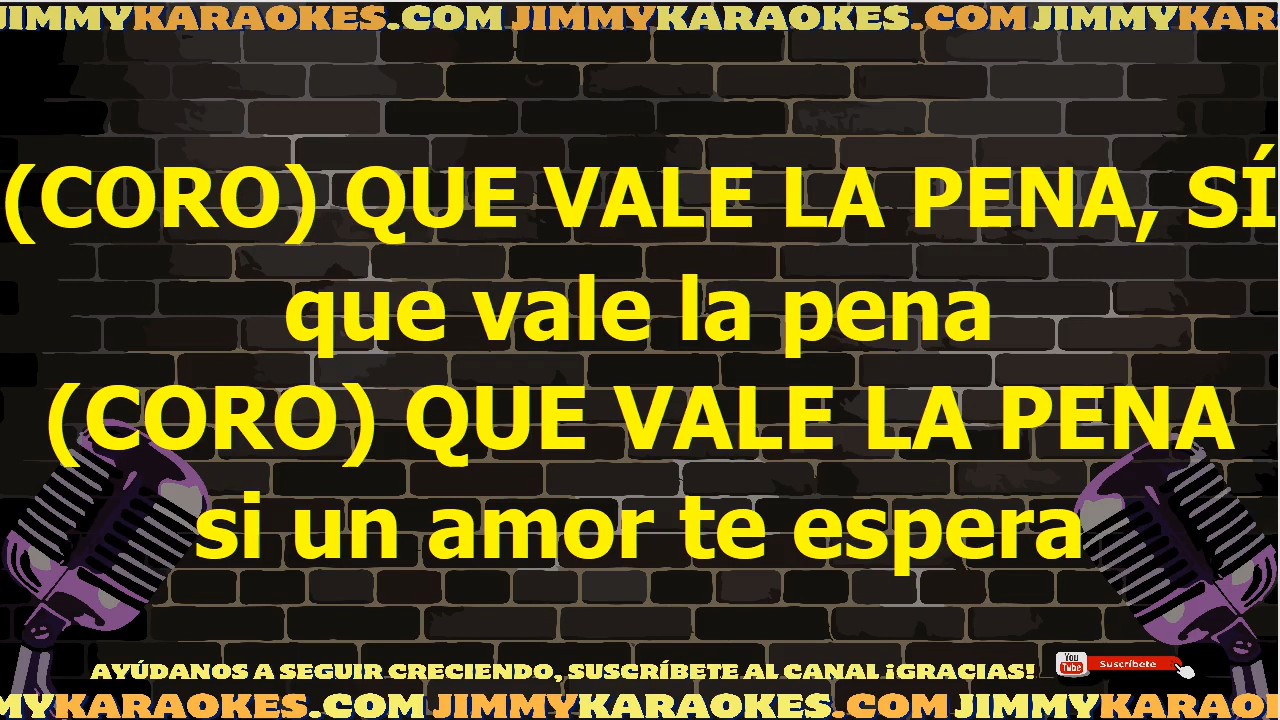 JIMMYKARAOKES.COM JIMMYKARAOKES.COM JIMMYKAR
(CORO) QUE VALE LA PENA, SÍ
que vale la pena
(CORO) QUE VALE LA PENA
si un amor te espera
AYÚDANOS A SEGUIR CRECIENDO, SUSCRÍBETE AL CANAL ¡GRACIAS!
You Tube Suscríbete
MYKARAOKES.COM JIMMYKARAOKES.COM JIMMYKARAO